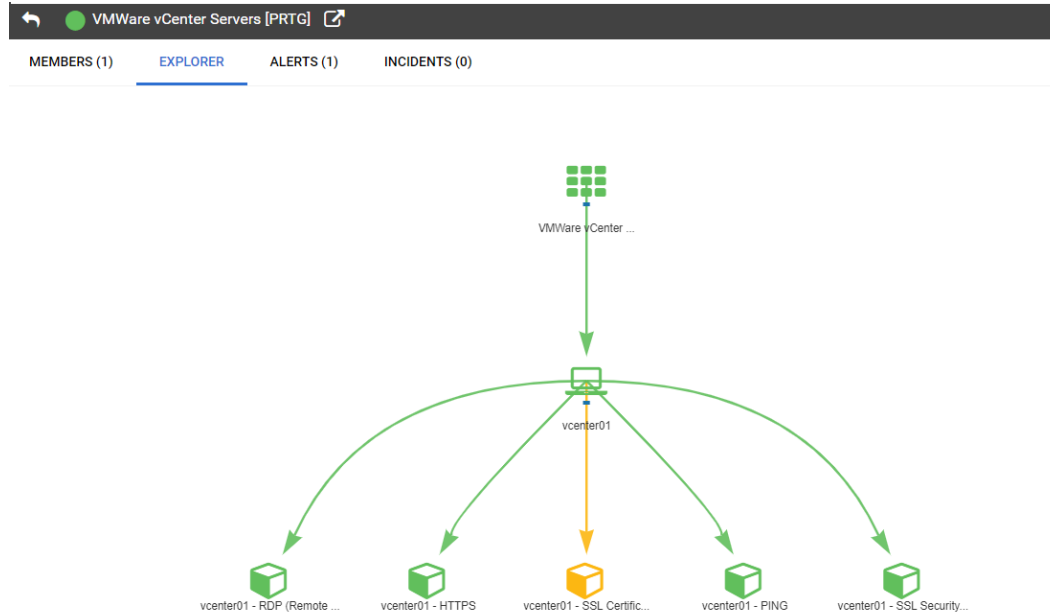 VMWare vCenter Servers [PRTG]
MEMBERS (1) EXPLORER ALERTS (1) INCIDENTS (0)
VMWare vCenter ...
vcenter01
vcenter01 - RDP (Remote ... vcenter01 - HTTPS vcenter01 - SSL Certific... vcenter01 - PING vcenter01 - SSL Security...